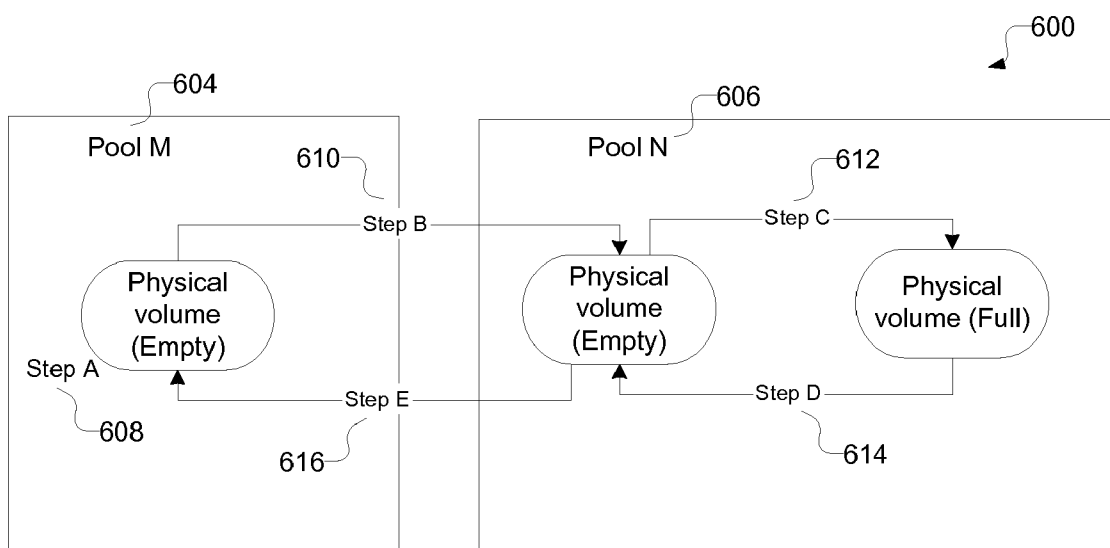 600
604
606
Pool M
Pool N
610
612
Step B
Step C
Physical
volume
(Empty)
Physical
volume
(Empty)
Physical
volume (Full)
Step A
Step E
Step D
608
616
614